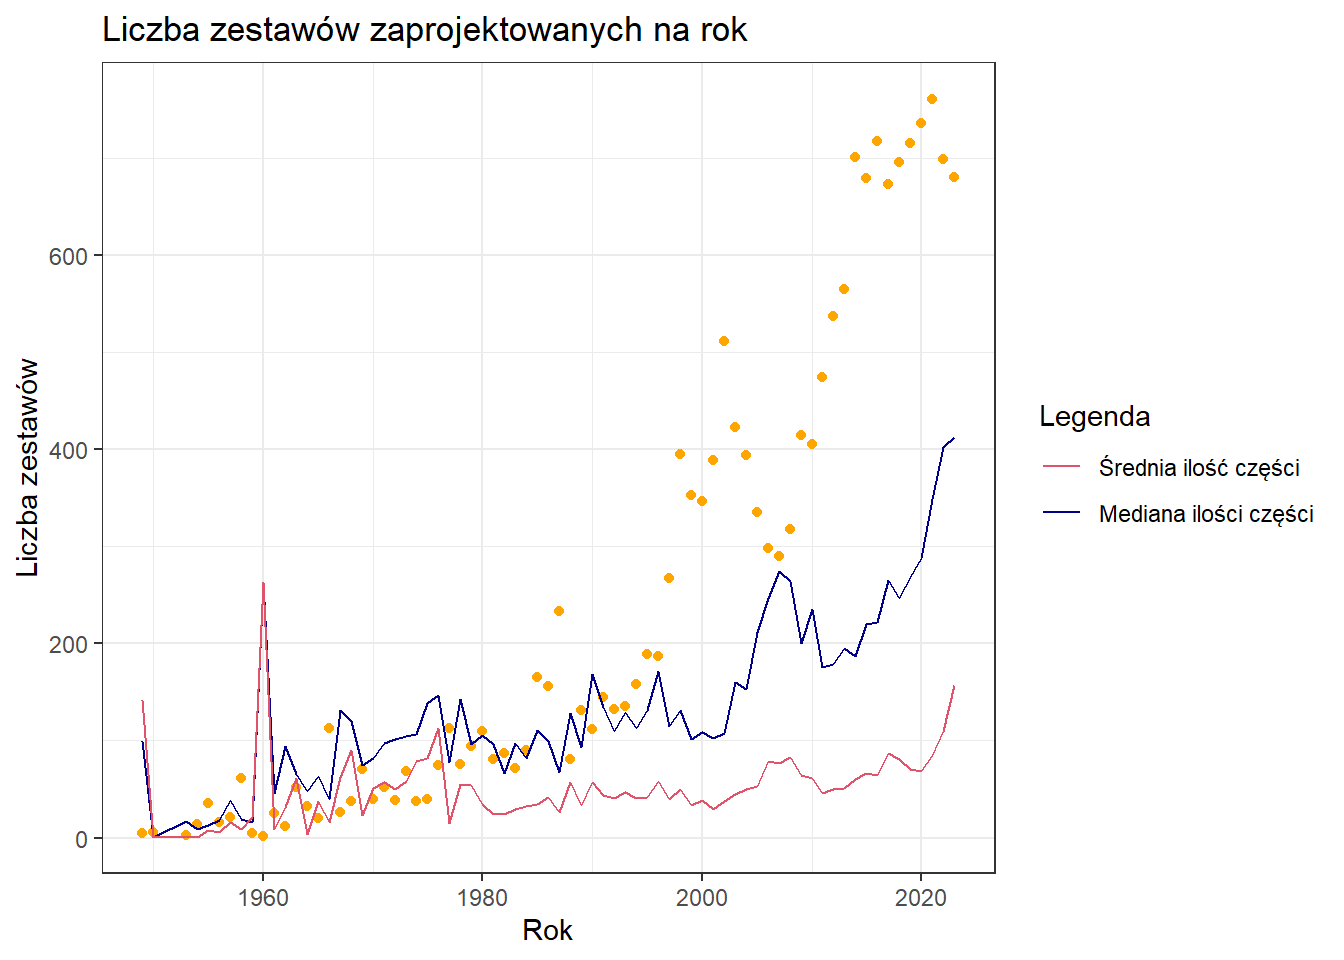 Liczba zestawów zaprojektowanych na rok
Liczba zestawów
600
400
200
0
1960
1980
2000
2020
Rok
Legenda
Średnia ilość części
Mediana ilości części